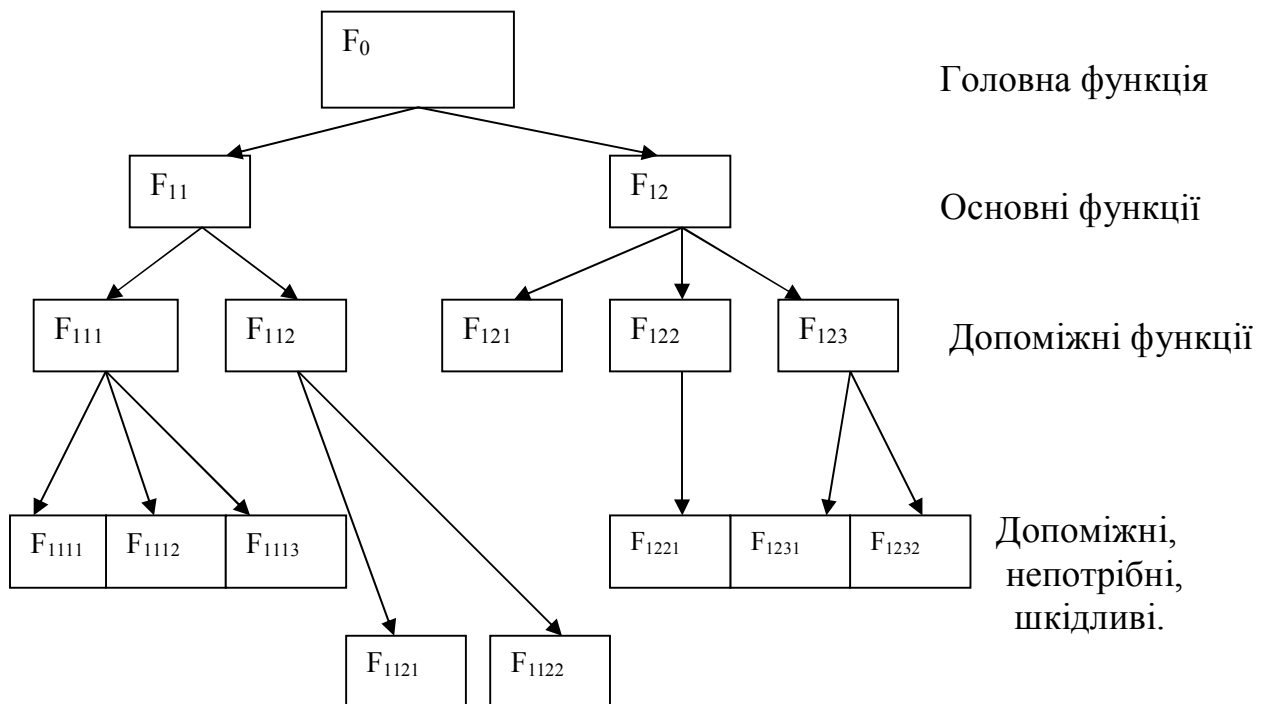 F₀
Головна функція
F₁₁ F₁₂
Основні функції
F₁₁₁ F₁₁₂ F₁₂₁ F₁₂₂ F₁₂₃
Допоміжні функції
F₁₁₁₁ F₁₁₁₂ F₁₁₁₃ F₁₂₂₁ F₁₂₃₁ F₁₂₃₂
Допоміжні,
непотрібні,
шкідливі.
F₁₁₂₁ F₁₁₂₂